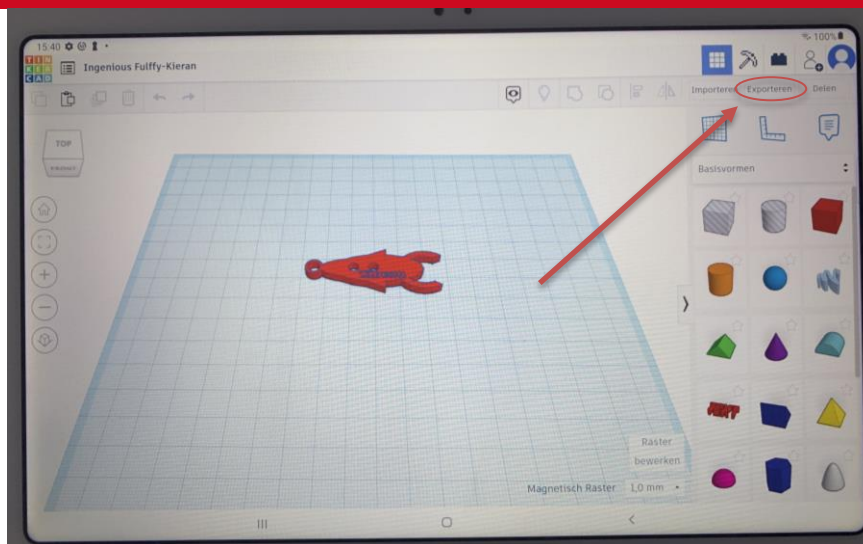 15:40
100%
TIN
KER
CAD
Ingenious Fulffy-Kieran
Importeren Exporteren Delen
TOP
Basisvormen
Raster
bewerken
Magnetisch Raster 1,0 mm